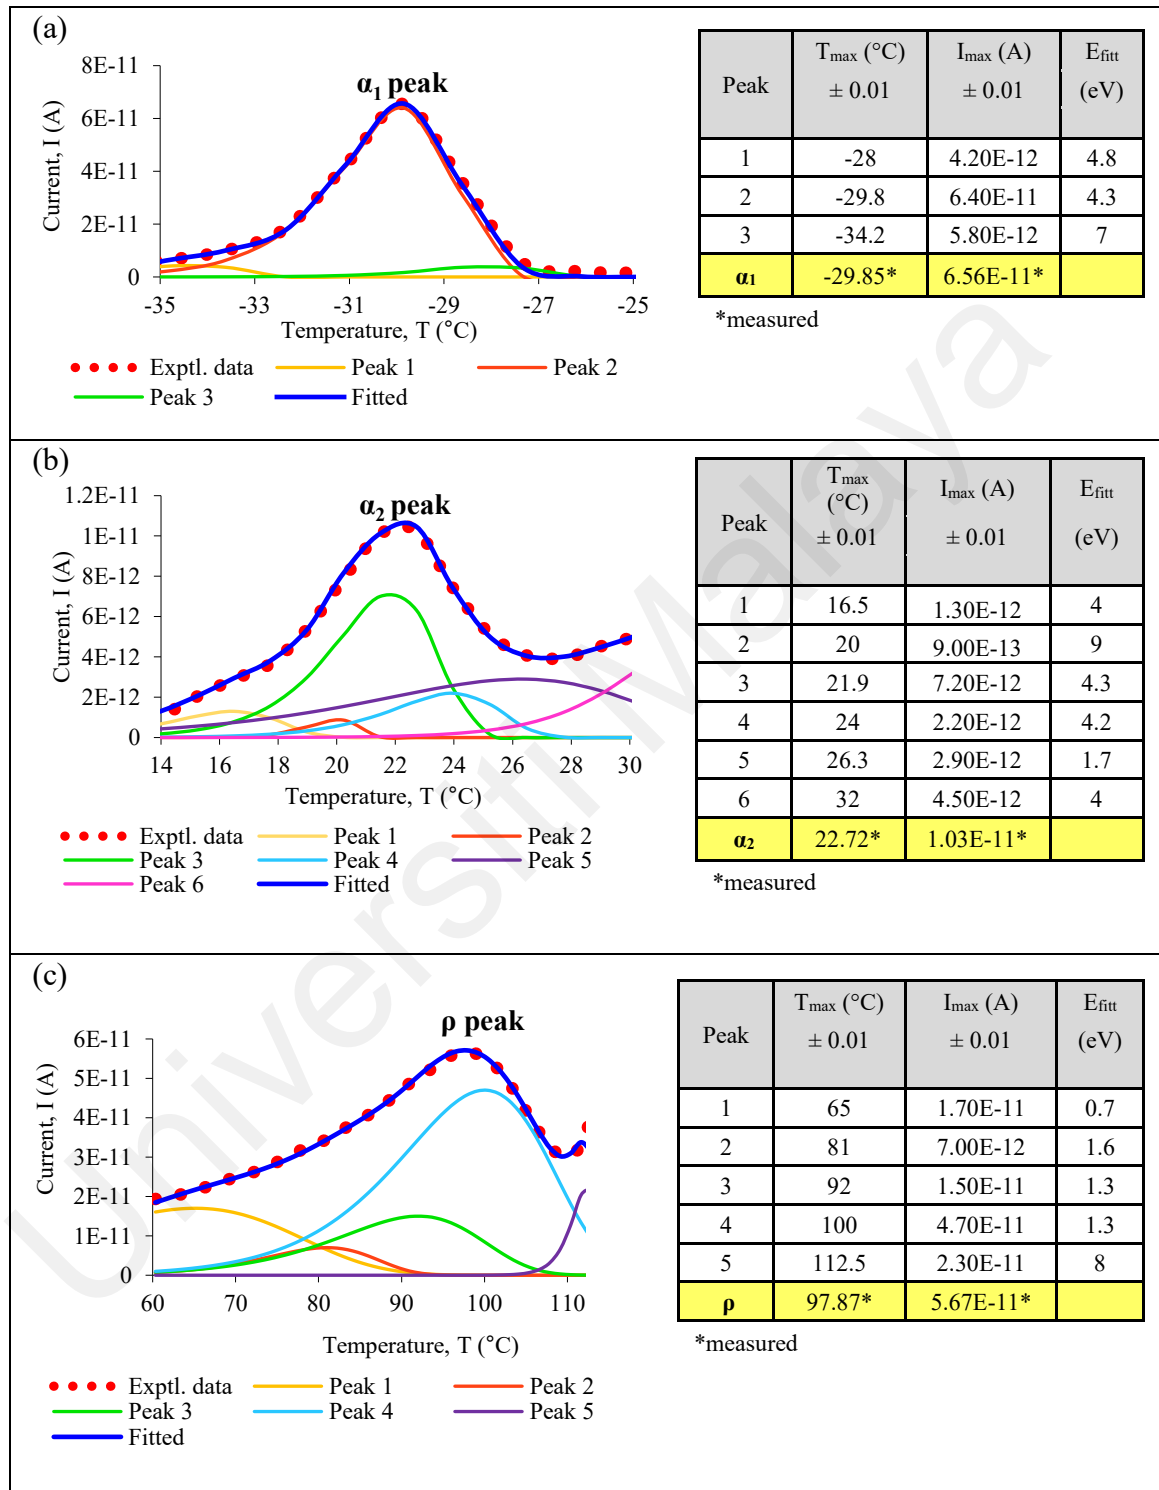 (a)
α₁ peak
8E-11
6E-11
4E-11
2E-11
0
Current, I (A)
-35 -33 -31 -29 -27 -25
Temperature, T (°C)
Exptl. data Peak 1 Peak 2
Peak 3 Fitted
Peak Tmax (°C) ± 0.01 Imax (A) ± 0.01 Efitt (eV)
1 -28 4.20E-12 4.8
2 -29.8 6.40E-11 4.3
3 -34.2 5.80E-12 7
α₁ -29.85* 6.56E-11*
*measured
(b)
α₂ peak
1.2E-11
1E-11
8E-12
6E-12
4E-12
2E-12
0
Current, I (A)
14 16 18 20 22 24 26 28 30
Temperature, T (°C)
Exptl. data Peak 1 Peak 2
Peak 3 Peak 4 Peak 5
Peak 6 Fitted
Peak Tmax (°C) ± 0.01 Imax (A) ± 0.01 Efitt (eV)
1 16.5 1.30E-12 4
2 20 9.00E-13 9
3 21.9 7.20E-12 4.3
4 24 2.20E-12 4.2
5 26.3 2.90E-12 1.7
6 32 4.50E-12 4
α₂ 22.72* 1.03E-11*
*measured
(c)
ρ peak
6E-11
5E-11
4E-11
3E-11
2E-11
1E-11
0
Current, I (A)
60 70 80 90 100 110
Temperature, T (°C)
Exptl. data Peak 1 Peak 2
Peak 3 Peak 4 Peak 5
Fitted
Peak Tmax (°C) ± 0.01 Imax (A) ± 0.01 Efitt (eV)
1 65 1.70E-11 0.7
2 81 7.00E-12 1.6
3 92 1.50E-11 1.3
4 100 4.70E-11 1.3
5 112.5 2.30E-11 8
ρ 97.87* 5.67E-11*
*measured
Universiti Malaya